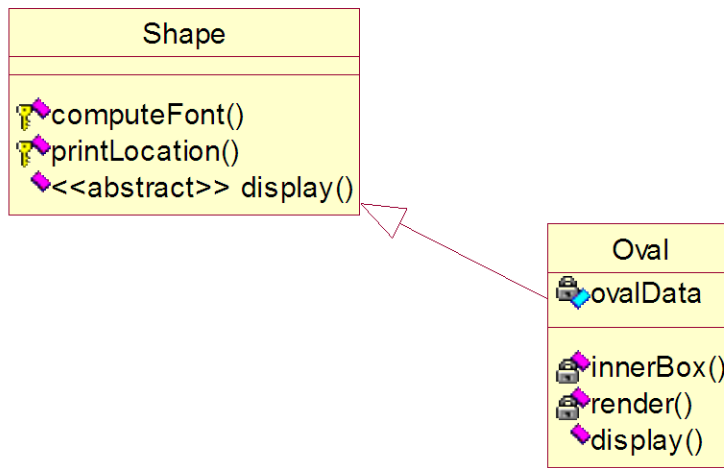 Shape
computeFont()
printLocation()
<<abstract>> display()
Oval
ovalData
innerBox()
render()
display()